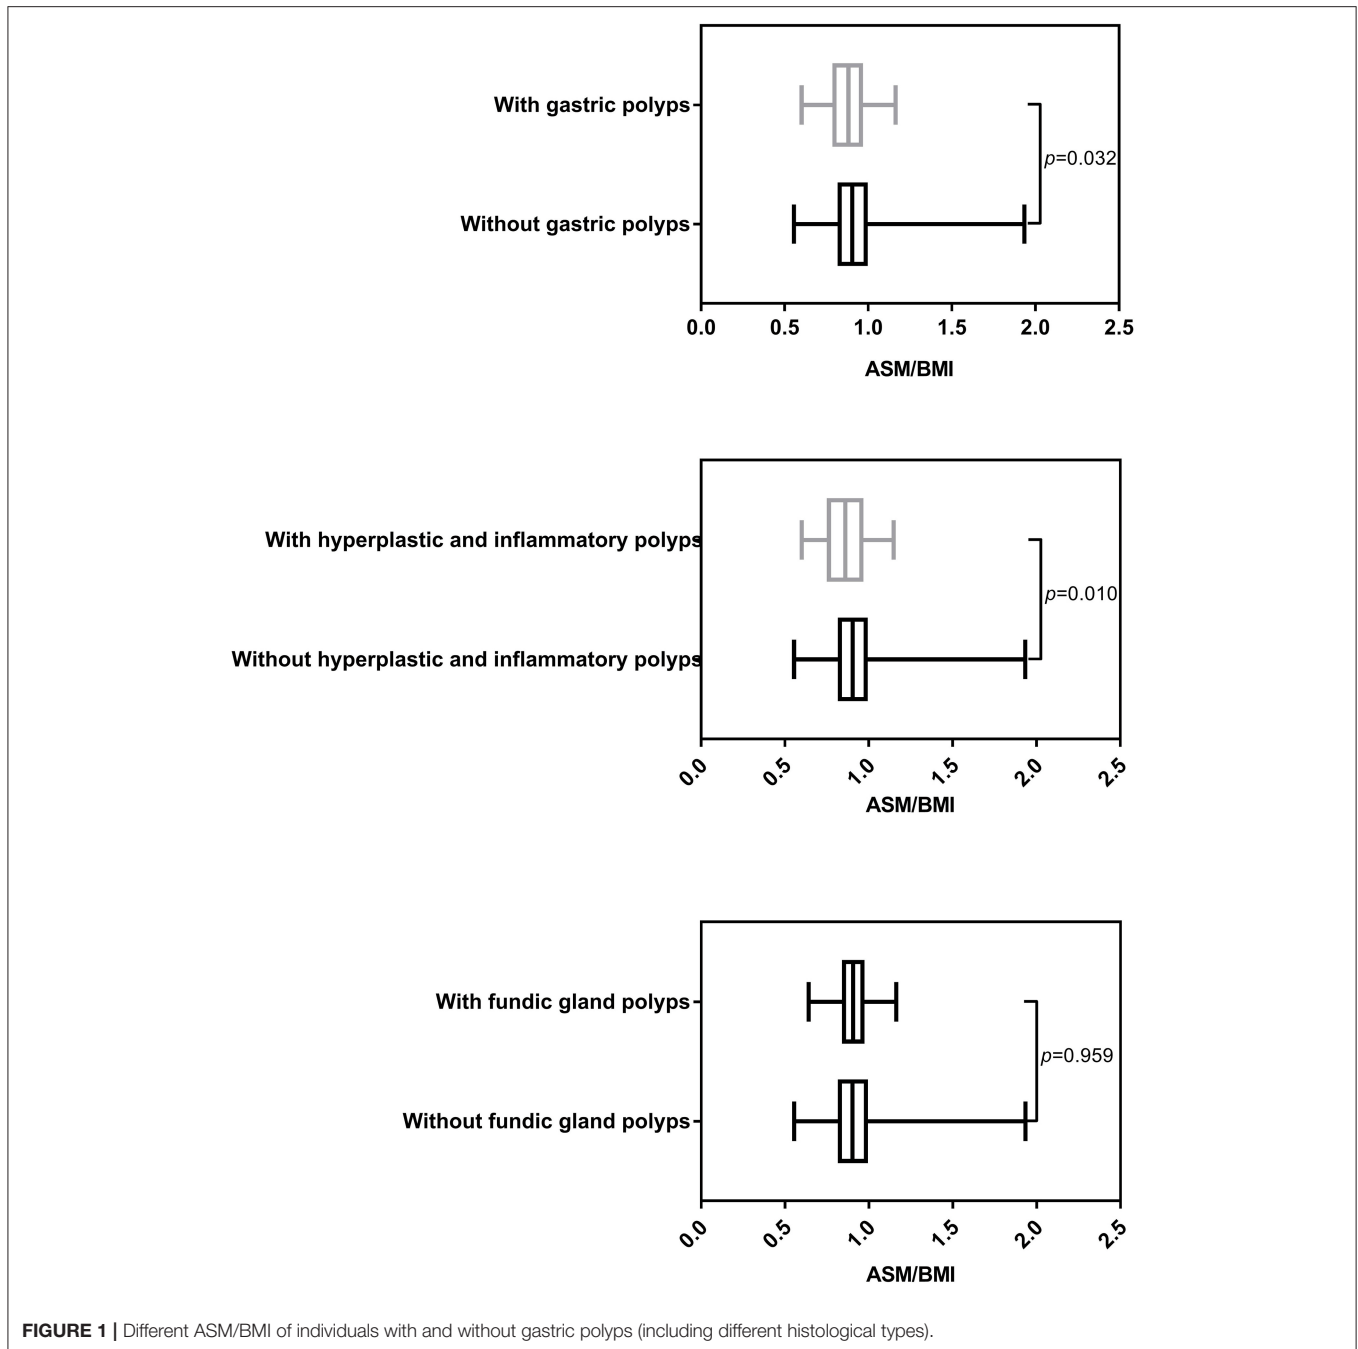 With gastric polyps
p=0.032
Without gastric polyps
0.0 0.5 1.0 1.5 2.0 2.5
ASM/BMI
With hyperplastic and inflammatory polyps
p=0.010
Without hyperplastic and inflammatory polyps
0.0 0.5 1.0 1.5 2.0 2.5
ASM/BMI
With fundic gland polyps
p=0.959
Without fundic gland polyps
0.0 0.5 1.0 1.5 2.0 2.5
ASM/BMI
FIGURE 1 | Different ASM/BMI of individuals with and without gastric polyps (including different histological types).